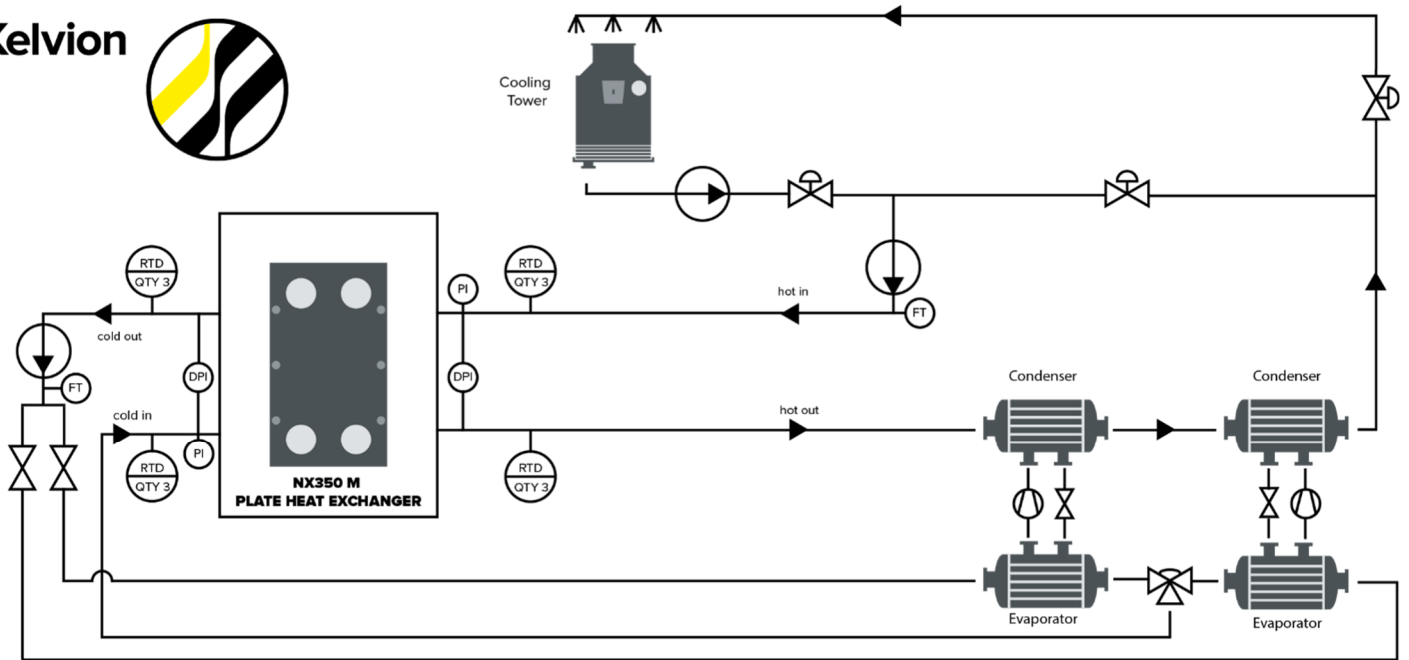 Kelvion
Cooling
Tower
RTD
QTY 3
PI
RTD
QTY 3
hot in
FT
cold out
DPI
DPI
FT
cold in
PI
RTD
QTY 3
hot out
RTD
QTY 3
Condenser
Condenser
NX350 M
PLATE HEAT EXCHANGER
Evaporator
Evaporator